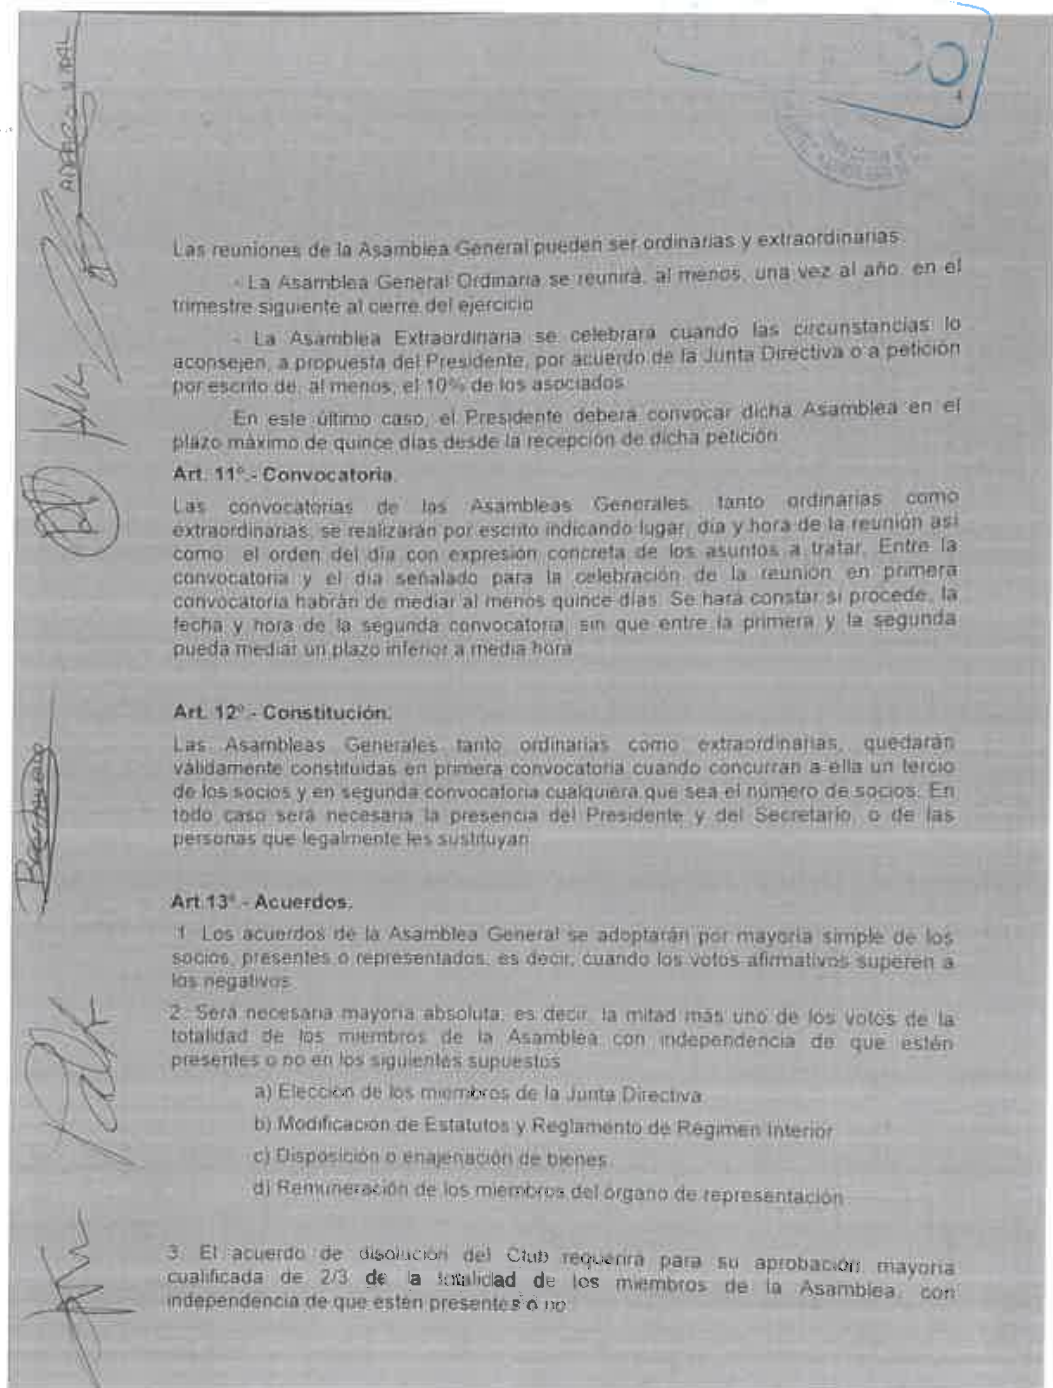 4
ADALBERO VIDAL
Las reuniones de la Asamblea General pueden ser ordinarias y extraordinarias.
- La Asamblea General Ordinaria se reunirá, al menos, una vez al año, en el
trimestre siguiente al cierre del ejercicio
- La Asamblea Extraordinaria se celebrará cuando las circunstancias lo
aconsejen, a propuesta del Presidente, por acuerdo de la Junta Directiva o a petición
por escrito de, al menos, el 10% de los asociados
En este último caso, el Presidente deberá convocar dicha Asamblea en el
plazo máximo de quince días desde la recepción de dicha petición
Art. 11º.- Convocatoria.
Las convocatorias de las Asambleas Generales, tanto ordinarias como
extraordinarias, se realizarán por escrito indicando lugar, día y hora de la reunión así
como el orden del día con expresión concreta de los asuntos a tratar. Entre la
convocatoria y el día señalado para la celebración de la reunión en primera
convocatoria habrán de mediar al menos quince días. Se hará constar si procede, la
fecha y hora de la segunda convocatoria, sin que entre la primera y la segunda
pueda mediar un plazo inferior a media hora
Art. 12º.- Constitución.
Las Asambleas Generales tanto ordinarias como extraordinarias, quedarán
válidamente constituidas en primera convocatoria cuando concurran a ella un tercio
de los socios y en segunda convocatoria cualquiera que sea el número de socios. En
todo caso será necesaria la presencia del Presidente y del Secretario, o de las
personas que legalmente les sustituyan
Art.13º.- Acuerdos.
1. Los acuerdos de la Asamblea General se adoptarán por mayoría simple de los
socios, presentes o representados, es decir, cuando los votos afirmativos superen a
los negativos
2. Será necesaria mayoría absoluta, es decir, la mitad más uno de los votos de la
totalidad de los miembros de la Asamblea con independencia de que estén
presentes o no en los siguientes supuestos
a) Elección de los miembros de la Junta Directiva
b) Modificación de Estatutos y Reglamento de Régimen Interior
c) Disposición o enajenación de bienes.
d) Remuneración de los miembros del órgano de representación
3. El acuerdo de disolución del Club requerirá para su aprobación mayoría
cualificada de 2/3 de la totalidad de los miembros de la Asamblea, con
independencia de que estén presentes o no